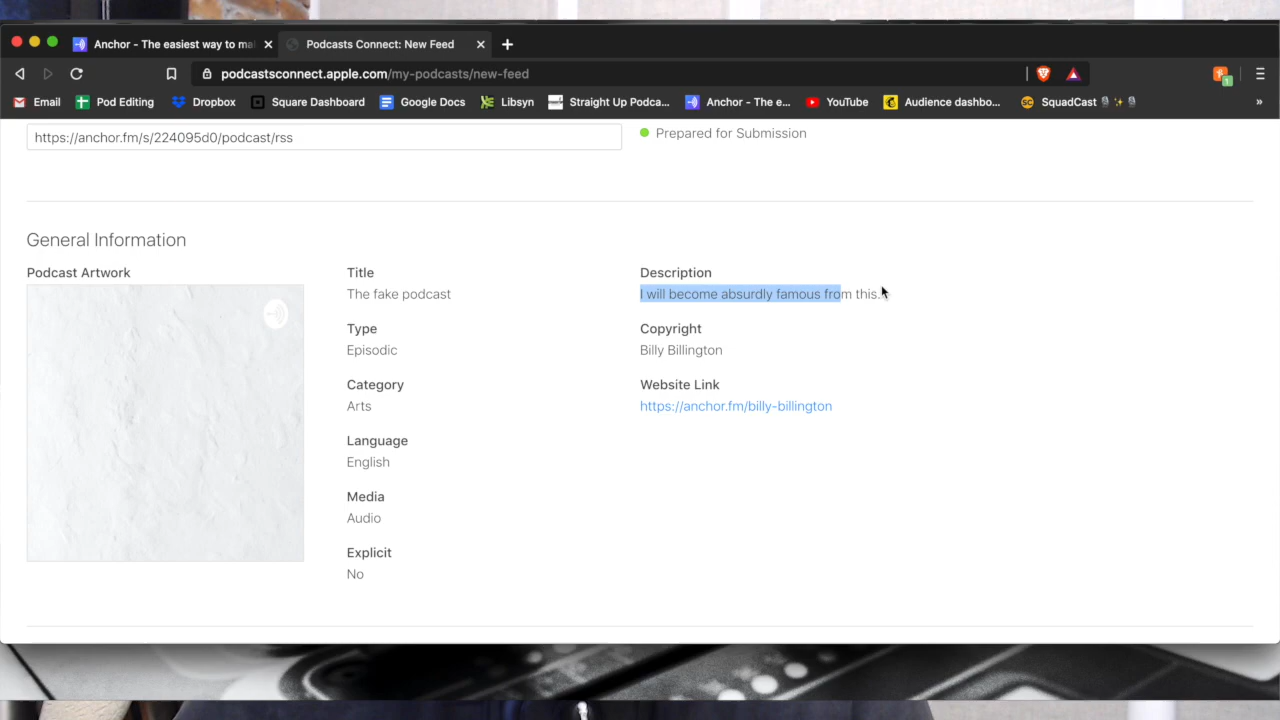 Anchor - The easiest way to ma
Podcasts Connect: New Feed
podcastsconnect.apple.com/my-podcasts/new-feed
1
Email
Pod Editing
Dropbox
Square Dashboard
Google Docs
Libsyn
Straight Up Podca...
Anchor - The e...
YouTube
Audience dashbo...
SC
SquadCast
»
https://anchor.fm/s/224095d0/podcast/rss
Prepared for Submission
General Information
Podcast Artwork
Title
The fake podcast
Type
Episodic
Category
Arts
Language
English
Media
Audio
Explicit
No
Description
I will become absurdly famous from this.
Copyright
Billy Billington
Website Link
https://anchor.fm/billy-billington